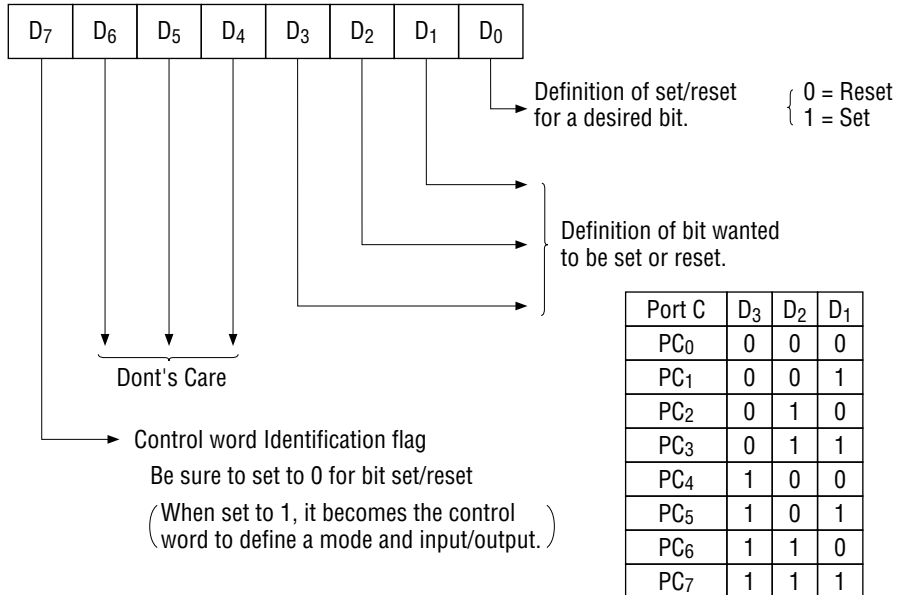 D7 D6 D5 D4 D3 D2 D1 D0
Definition of set/reset
for a desired bit.
0 = Reset
1 = Set
Definition of bit wanted
to be set or reset.
Dont's Care
Control word Identification flag
Be sure to set to 0 for bit set/reset
(When set to 1, it becomes the control
word to define a mode and input/output.)
Port C D3 D2 D1
PC0 0 0 0
PC1 0 0 1
PC2 0 1 0
PC3 0 1 1
PC4 1 0 0
PC5 1 0 1
PC6 1 1 0
PC7 1 1 1